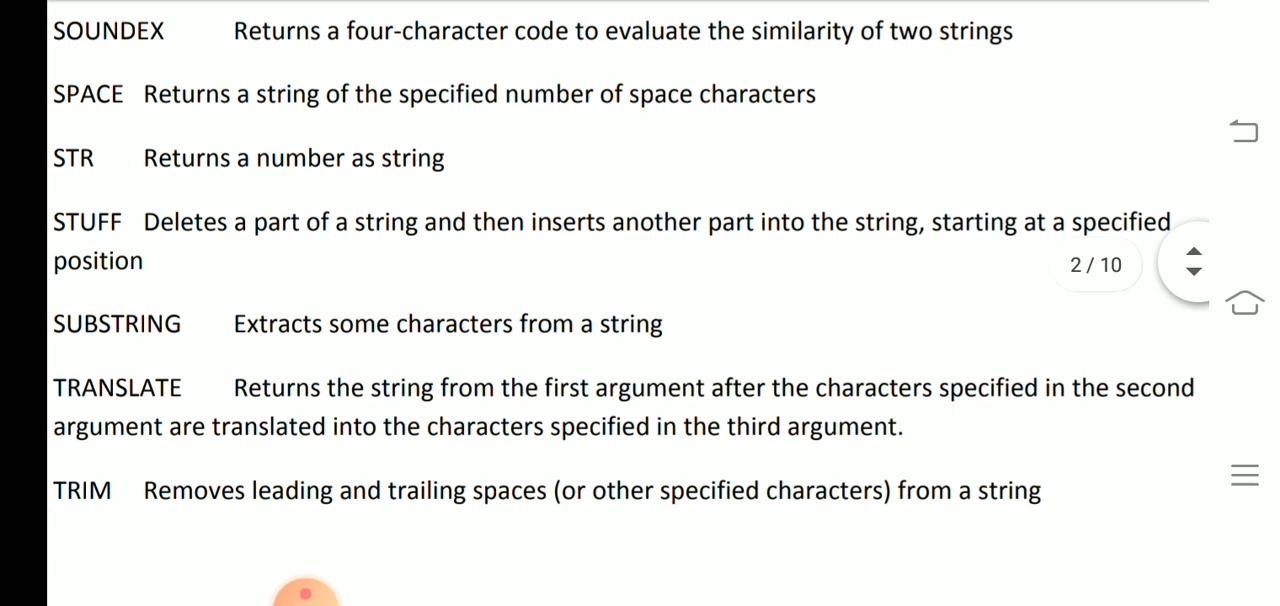 SOUNDEX Returns a four-character code to evaluate the similarity of two strings
SPACE Returns a string of the specified number of space characters
STR Returns a number as string
STUFF Deletes a part of a string and then inserts another part into the string, starting at a specified
position
2 / 10
SUBSTRING Extracts some characters from a string
TRANSLATE Returns the string from the first argument after the characters specified in the second
argument are translated into the characters specified in the third argument.
TRIM Removes leading and trailing spaces (or other specified characters) from a string